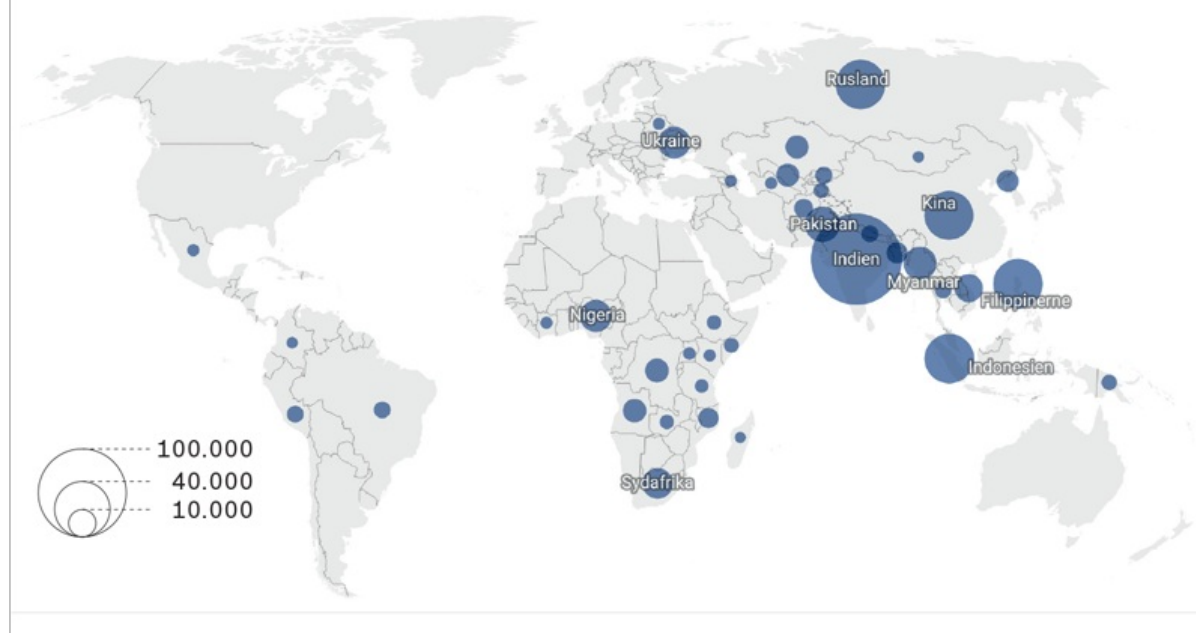 Rusland
Ukraine
Kina
Pakistan
Indien
Myanmar
Filippinerne
Nigeria
Indonesien
Sydafrika
100.000
40.000
10.000